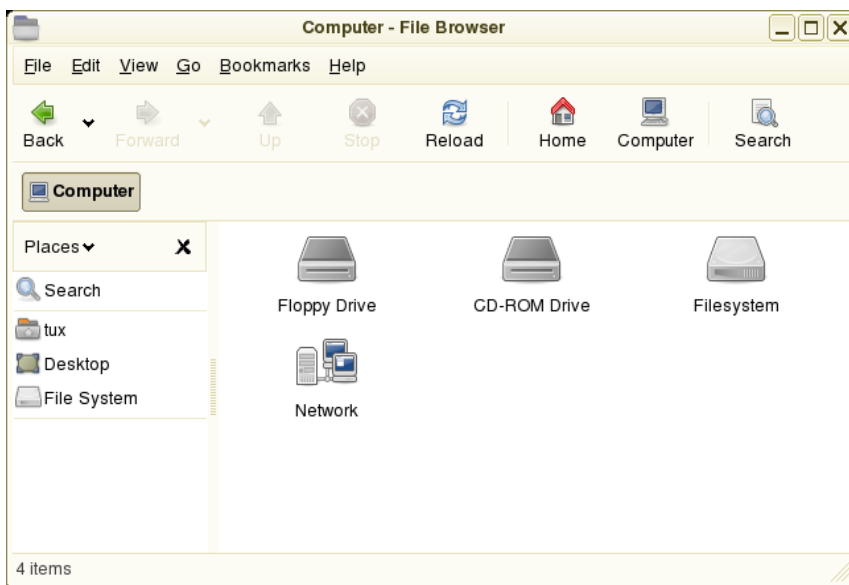 Computer - File Browser
File Edit View Go Bookmarks Help
Back Forward Up Stop Reload Home Computer Search
Computer
Places
Search
tux
Desktop
File System
Floppy Drive CD-ROM Drive Filesystem
Network
4 items